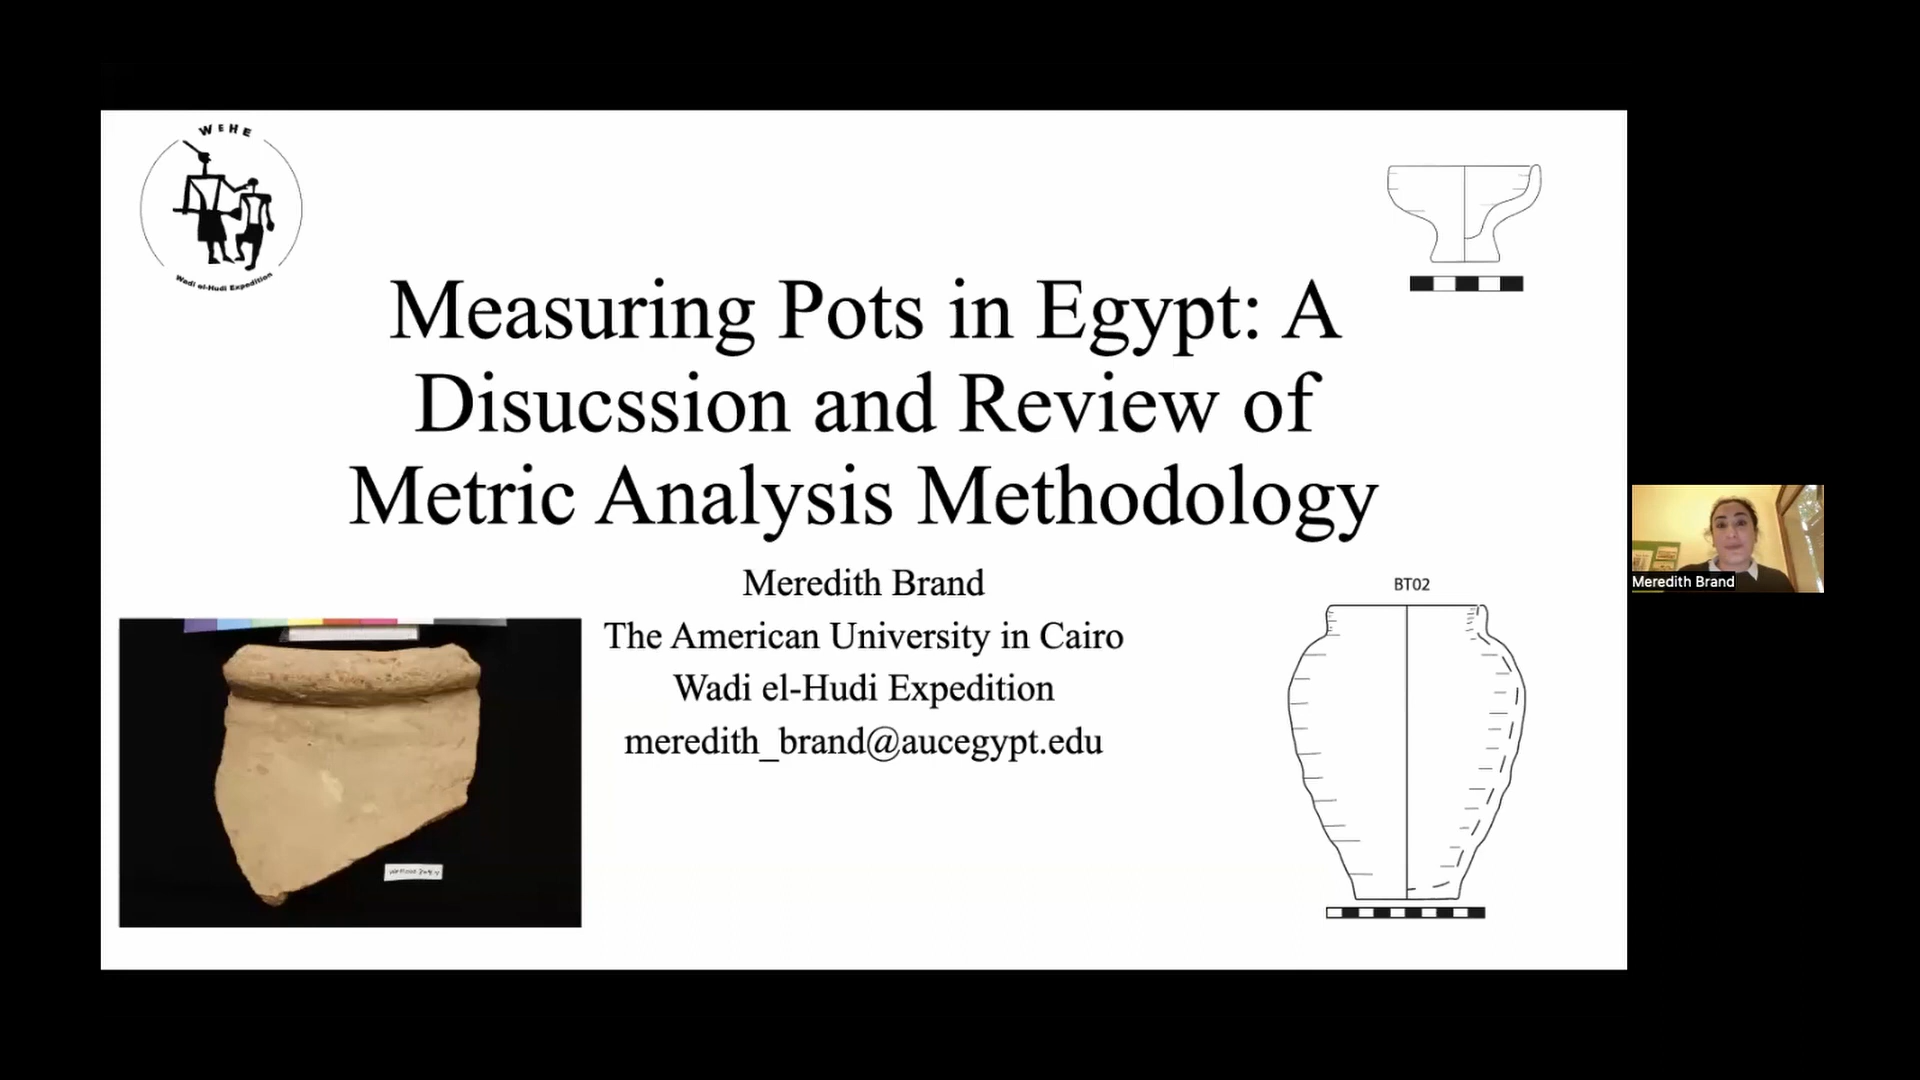 WEHE
Wadi el-Hudi Expedition
Measuring Pots in Egypt: A
Disucssion and Review of
Metric Analysis Methodology
Meredith Brand
The American University in Cairo
Wadi el-Hudi Expedition
meredith_brand@aucegypt.edu
BT02
Meredith Brand